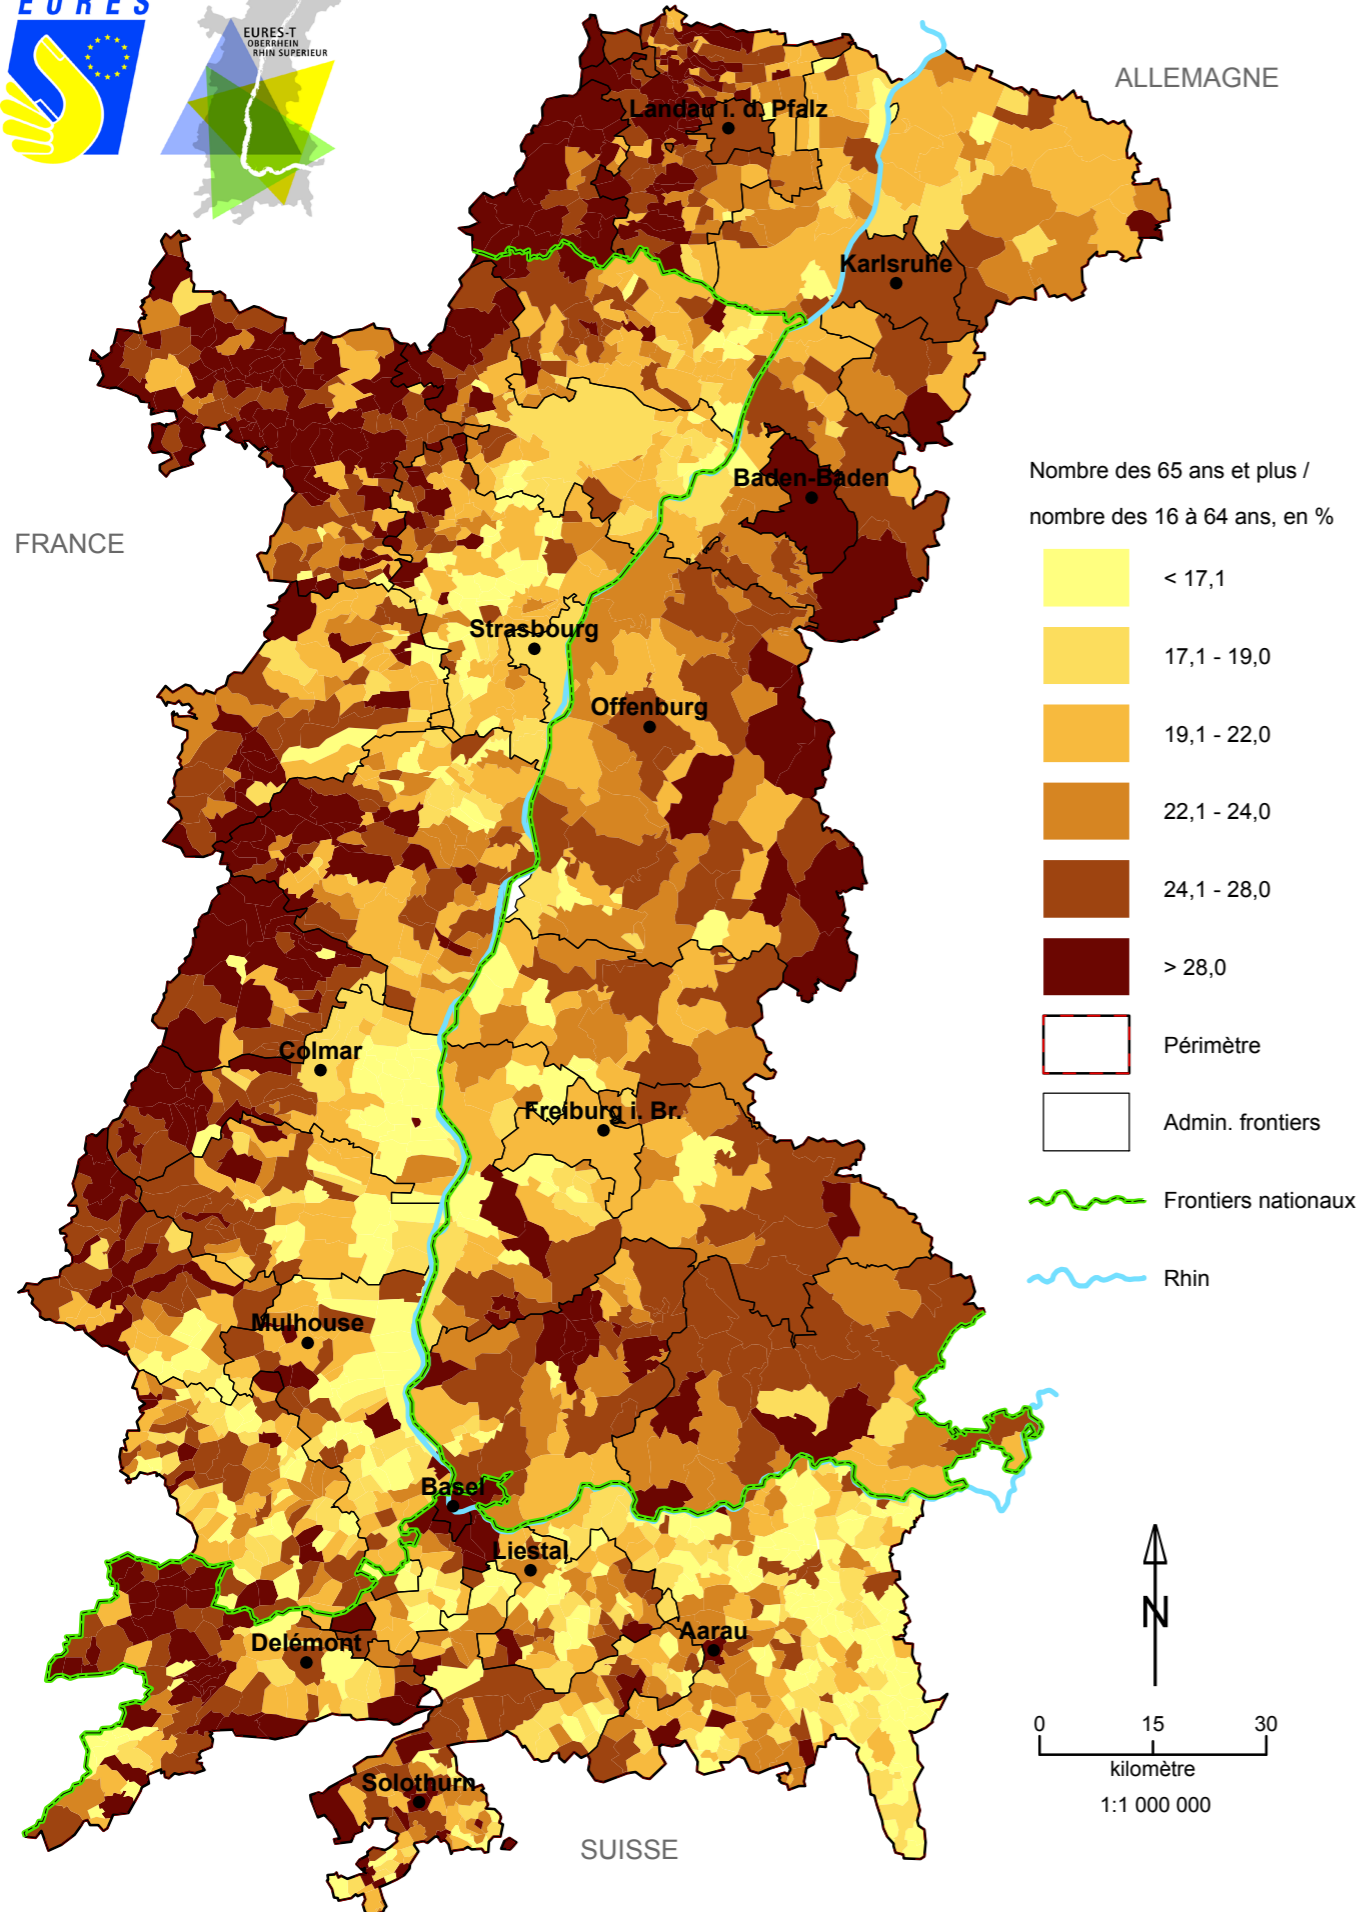 EURES
EURES-T
OBERRHEIN
RHIN SUPERIEUR
ALLEMAGNE
Landau i. d. Pfalz
Karlsruhe
Baden-Baden
Nombre des 65 ans et plus /
nombre des 16 à 64 ans, en %
FRANCE
< 17,1
Strasbourg
17,1 - 19,0
Offenburg
19,1 - 22,0
22,1 - 24,0
24,1 - 28,0
> 28,0
Colmar
Périmètre
Freiburg i. Br.
Admin. frontiers
Frontiers nationaux
Rhin
Mulhouse
Basel
Liestal
N
Aarau
Delémont
0 15 30
kilomètre
1:1 000 000
Solothurn
SUISSE